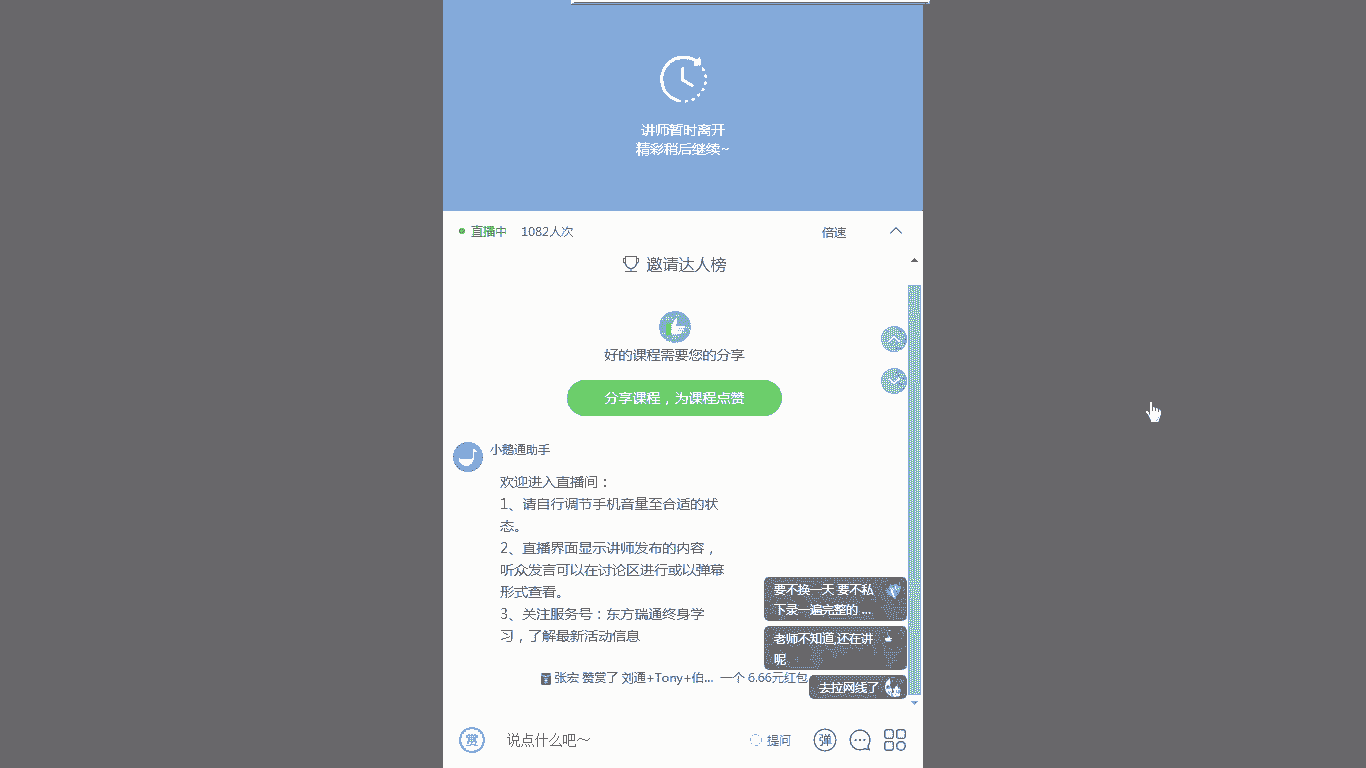 讲师暂时离开
精彩稍后继续~
直播中 1082人次 倍速
邀请达人榜
好的课程需要您的分享
分享课程，为课程点赞
小鹅通助手
欢迎进入直播间：
1、请自行调节手机音量至合适的状
态。
2、直播界面显示讲师发布的内容，
听众发言可以在讨论区进行或以弹幕
形式查看。
3、关注服务号：东方瑞通终身学
习，了解最新活动信息
要不换一天 要不私
下录一遍完整的 ...
老师不知道,还在讲
呢
张宏 赞赏了 刘通+Tony+伯... 一个 6.66元红包
去拉网线了
赏 说点什么吧～ 提问 弹